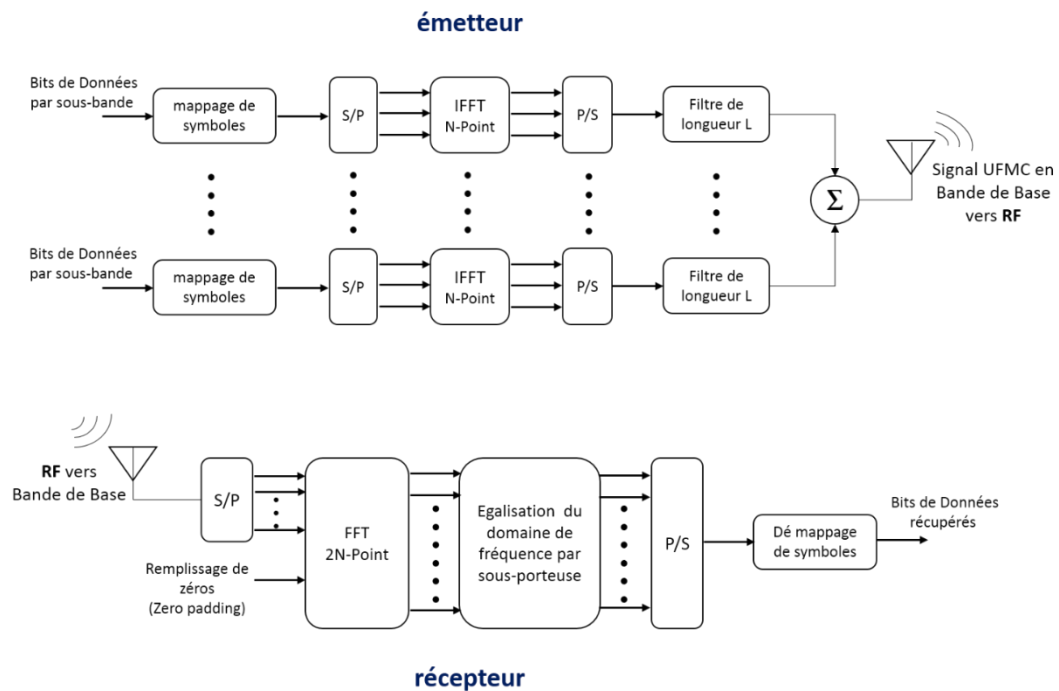 émetteur
Bits de Données
par sous-bande
mappage de
symboles
S/P
IFFT
N-Point
P/S
Filtre de
longueur L
Σ
Signal UFMC en
Bande de Base
vers RF
Bits de Données
par sous-bande
mappage de
symboles
S/P
IFFT
N-Point
P/S
Filtre de
longueur L
RF vers
Bande de Base
S/P
Remplissage de
zéros
(Zero padding)
FFT
2N-Point
Egalisation du
domaine de
fréquence par
sous-porteuse
P/S
Dé mappage
de symboles
Bits de Données
récupérés
récepteur